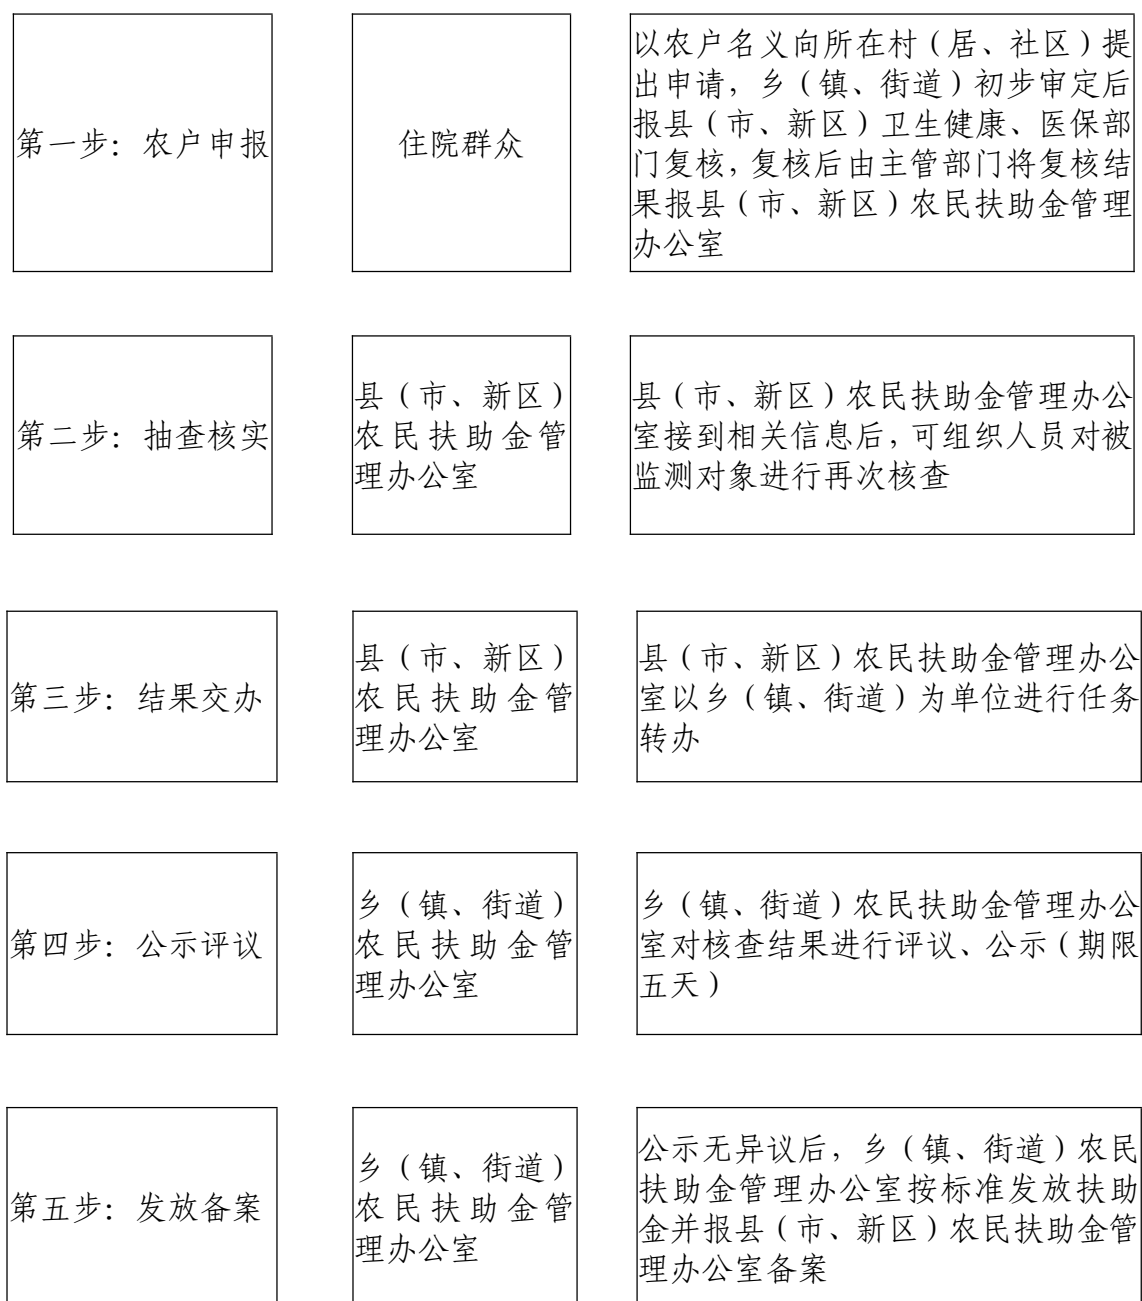 第一步：农户申报
住院群众
以农户名义向所在村（居、社区）提
出申请，乡（镇、街道）初步审定后
报县（市、新区）卫生健康、医保部
门复核，复核后由主管部门将复核结
果报县（市、新区）农民扶助金管理
办公室
第二步：抽查核实
县（市、新区）
农民扶助金管
理办公室
县（市、新区）农民扶助金管理办公
室接到相关信息后，可组织人员对被
监测对象进行再次核查
第三步：结果交办
县（市、新区）
农民扶助金管
理办公室
县（市、新区）农民扶助金管理办公
室以乡（镇、街道）为单位进行任务
转办
第四步：公示评议
乡（镇、街道）
农民扶助金管
理办公室
乡（镇、街道）农民扶助金管理办公
室对核查结果进行评议、公示（期限
五天）
第五步：发放备案
乡（镇、街道）
农民扶助金管
理办公室
公示无异议后，乡（镇、街道）农民
扶助金管理办公室按标准发放扶助
金并报县（市、新区）农民扶助金管
理办公室备案